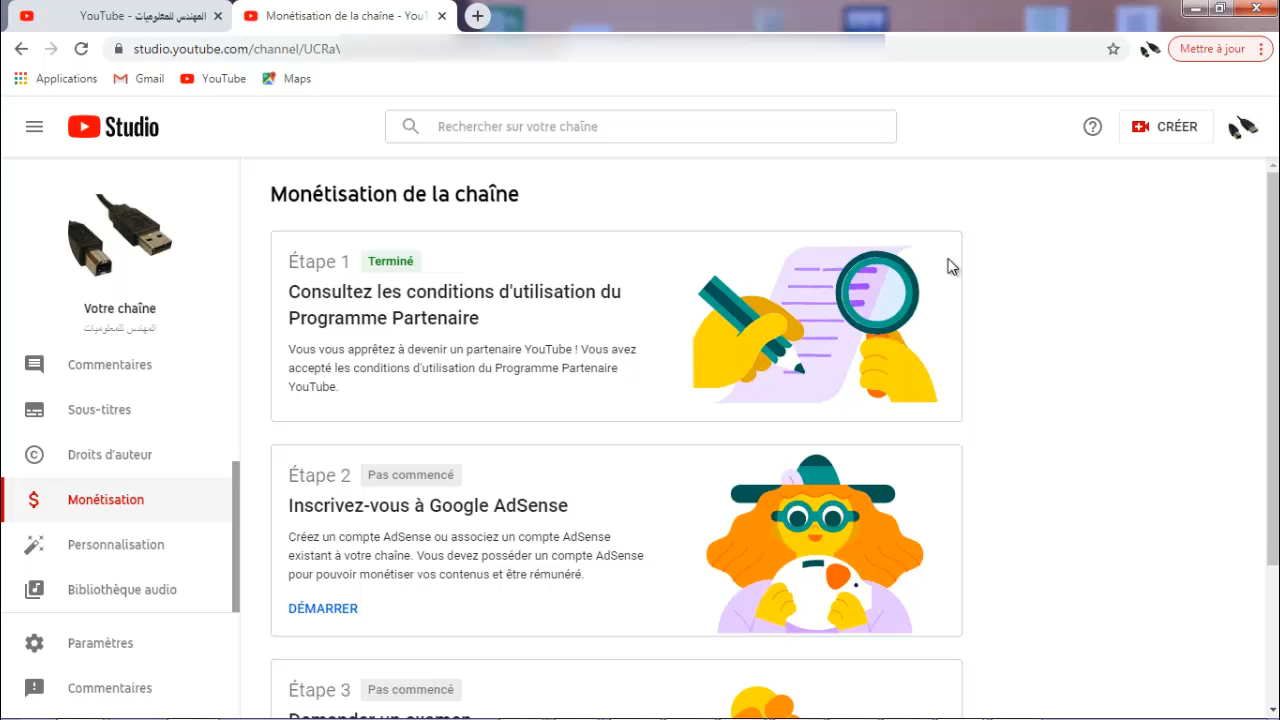 YouTube - المهندس للمعلوميات
Monétisation de la chaîne - YouT
studio.youtube.com/channel/UCRaV
Mettre à jour
Applications
Gmail
YouTube
Maps
Studio
Rechercher sur votre chaîne
CRÉER
Votre chaîne
المهندس للمعلوميات
Commentaires
Sous-titres
Droits d'auteur
Monétisation
Personnalisation
Bibliothèque audio
Paramètres
Commentaires
Monétisation de la chaîne
Étape 1 Terminé
Consultez les conditions d'utilisation du
Programme Partenaire
Vous vous apprêtez à devenir un partenaire YouTube ! Vous avez
accepté les conditions d'utilisation du Programme Partenaire
YouTube.
Étape 2 Pas commencé
Inscrivez-vous à Google AdSense
Créez un compte AdSense ou associez un compte AdSense
existant à votre chaîne. Vous devez posséder un compte AdSense
pour pouvoir monétiser vos contenus et être rémunéré.
DÉMARRER
Étape 3 Pas commencé
Demander un examen